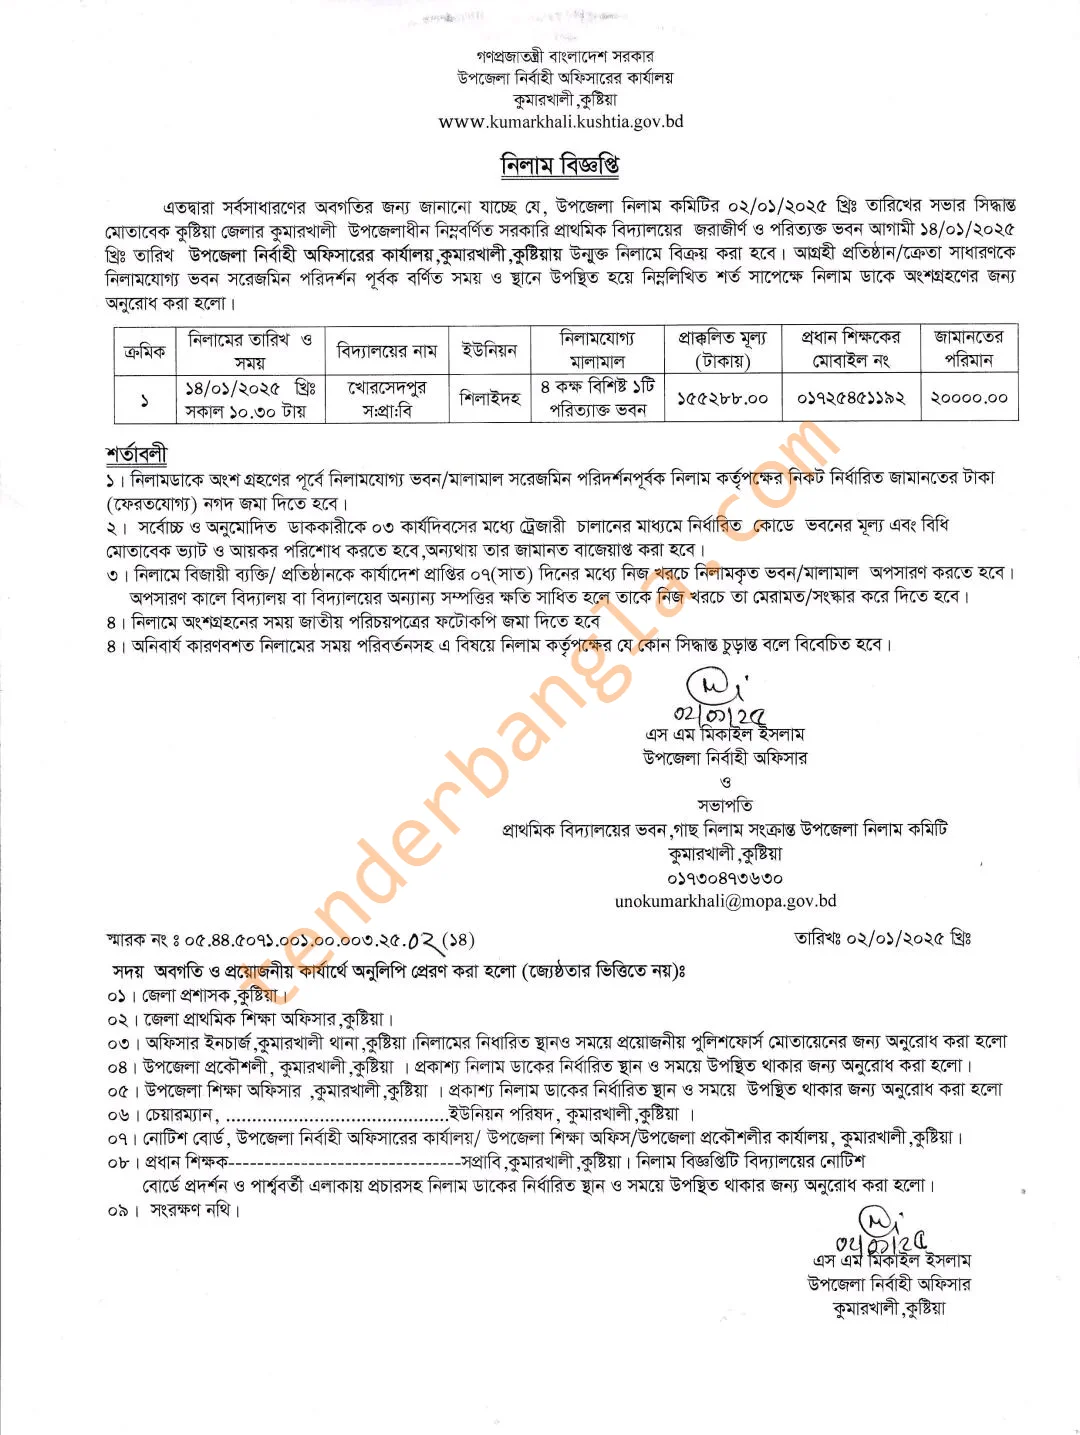 গণপ্রজাতন্ত্রী বাংলাদেশ সরকার
উপজেলা নির্বাহী অফিসারের কার্যালয়
কুমারখালী ,কুষ্টিয়া
www.kumarkhali.kushtia.gov.bd
নিলাম বিজ্ঞপ্তি
এতদ্বারা সর্বসাধারণের অবগতির জন্য জানানো যাচ্ছে যে, উপজেলা নিলাম কমিটির ০২/০১/২০২৫ খ্রিঃ তারিখের সভার সিদ্ধান্ত
মোতাবেক কুষ্টিয়া জেলার কুমারখালী উপজেলাধীন নিম্নবর্ণিত সরকারি প্রাথমিক বিদ্যালয়ের জরাজীর্ণ ও পরিত্যক্ত ভবন আগামী ১৪/০১/২০২৫
খ্রিঃ তারিখ উপজেলা নির্বাহী অফিসারের কার্যালয়,কুমারখালী,কুষ্টিয়ায় উন্মুক্ত নিলামে বিক্রয় করা হবে। আগ্রহী প্রতিষ্ঠান/ক্রেতা সাধারণকে
নিলামযোগ্য ভবন সরেজমিন পরিদর্শন পূর্বক বর্ণিত সময় ও স্থানে উপস্থিত হয়ে নিম্নলিখিত শর্ত সাপেক্ষে নিলাম ডাকে অংশগ্রহণের জন্য
অনুরোধ করা হলো।
ক্রমিক নিলামের তারিখ ও সময় বিদ্যালয়ের নাম ইউনিয়ন নিলামযোগ্য মালামাল প্রাক্কলিত মূল্য (টাকায়) প্রধান শিক্ষকের মোবাইল নং জামানতের পরিমান
১ ১৪/০১/২০২৫ খ্রিঃ সকাল ১০.৩০ টায় খোরসেদপুর স:প্রা:বি শিলাইদহ ৪ কক্ষ বিশিষ্ট ১টি পরিত্যাক্ত ভবন ১৫৫২৮৮.০০ ০১৭২৫৪৫১১৯২ ২০০০০.০০
শর্তাবলী
১। নিলামডাকে অংশ গ্রহণের পূর্বে নিলামযোগ্য ভবন/মালামাল সরেজমিন পরিদর্শনপূর্বক নিলাম কর্তৃপক্ষের নিকট নির্ধারিত জামানতের টাকা
(ফেরতযোগ্য) নগদ জমা দিতে হবে।
২। সর্বোচ্চ ও অনুমোদিত ডাককারীকে ০৩ কার্যদিবসের মধ্যে ট্রেজারী চালানের মাধ্যমে নির্ধারিত কোডে ভবনের মূল্য এবং বিধি
মোতাবেক ভ্যাট ও আয়কর পরিশোধ করতে হবে,অন্যথায় তার জামানত বাজেয়াপ্ত করা হবে।
৩। নিলামে বিজয়ী ব্যক্তি/ প্রতিষ্ঠানকে কার্যাদেশ প্রাপ্তির ০৭(সাত) দিনের মধ্যে নিজ খরচে নিলামকৃত ভবন/মালামাল অপসারণ করতে হবে।
অপসারণ কালে বিদ্যালয় বা বিদ্যালয়ের অন্যান্য সম্পত্তির ক্ষতি সাধিত হলে তাকে নিজ খরচে তা মেরামত/সংস্কার করে দিতে হবে।
৪। নিলামে অংশগ্রহনের সময় জাতীয় পরিচয়পত্রের ফটোকপি জমা দিতে হবে
৪। অনিবার্য কারণবশত নিলামের সময় পরিবর্তনসহ এ বিষয়ে নিলাম কর্তৃপক্ষের যে কোন সিদ্ধান্ত চুড়ান্ত বলে বিবেচিত হবে।
০২/০১/২৫
এস এম মিকাইল ইসলাম
উপজেলা নির্বাহী অফিসার
ও
সভাপতি
প্রাথমিক বিদ্যালয়ের ভবন,গাছ নিলাম সংক্রান্ত উপজেলা নিলাম কমিটি
কুমারখালী ,কুষ্টিয়া
০১৭৩০৪৭৩৬৩০
unokumarkhali@mopa.gov.bd
স্মারক নং ঃ ০৫.৪৪.৫০৭১.০০১.০০.০০৩.২৫.০২ (১৪) তারিখঃ ০২/০১/২০২৫ খ্রিঃ
সদয় অবগতি ও প্রয়োজনীয় কার্যার্থে অনুলিপি প্রেরণ করা হলো (জ্যেষ্ঠতার ভিত্তিতে নয়)ঃ
০১। জেলা প্রশাসক,কুষ্টিয়া।
০২। জেলা প্রাথমিক শিক্ষা অফিসার,কুষ্টিয়া।
০৩। অফিসার ইনচার্জ,কুমারখালী থানা,কুষ্টিয়া।নিলামের নির্ধারিত স্থানও সময়ে প্রয়োজনীয় পুলিশফোর্স মোতায়েনের জন্য অনুরোধ করা হলো
০৪। উপজেলা প্রকৌশলী, কুমারখালী,কুষ্টিয়া । প্রকাশ্য নিলাম ডাকের নির্ধারিত স্থান ও সময়ে উপস্থিত থাকার জন্য অনুরোধ করা হলো।
০৫। উপজেলা শিক্ষা অফিসার ,কুমারখালী,কুষ্টিয়া । প্রকাশ্য নিলাম ডাকের নির্ধারিত স্থান ও সময়ে উপস্থিত থাকার জন্য অনুরোধ করা হলো
০৬। চেয়ারম্যান, ........................................ইউনিয়ন পরিষদ, কুমারখালী,কুষ্টিয়া ।
০৭। নোটিশ বোর্ড, উপজেলা নির্বাহী অফিসারের কার্যালয়/ উপজেলা শিক্ষা অফিস/উপজেলা প্রকৌশলীর কার্যালয়, কুমারখালী,কুষ্টিয়া।
০৮। প্রধান শিক্ষক---------------------------------সপ্রাবি,কুমারখালী,কুষ্টিয়া। নিলাম বিজ্ঞপ্তিটি বিদ্যালয়ের নোটিশ
বোর্ডে প্রদর্শন ও পার্শ্ববর্তী এলাকায় প্রচারসহ নিলাম ডাকের নির্ধারিত স্থান ও সময়ে উপস্থিত থাকার জন্য অনুরোধ করা হলো।
০৯। সংরক্ষণ নথি।
০২/০১/২৫
এস এম মিকাইল ইসলাম
উপজেলা নির্বাহী অফিসার
কুমারখালী ,কুষ্টিয়া
tenderbangla.com